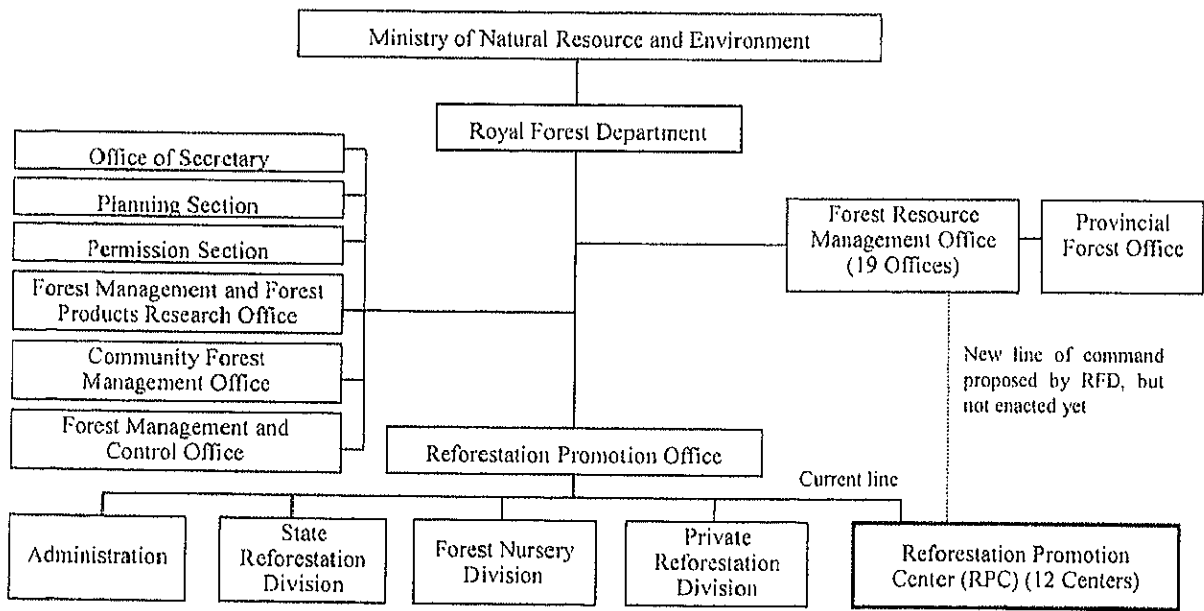 Ministry of Natural Resource and Environment
Royal Forest Department
Office of Secretary
Planning Section
Permission Section
Forest Management and Forest
Products Research Office
Community Forest
Management Office
Forest Management and
Control Office
Forest Resource
Management Office
(19 Offices)
Provincial
Forest Office
New line of command
proposed by RFD, but
not enacted yet
Reforestation Promotion Office
Current line
Administration
State
Reforestation
Division
Forest Nursery
Division
Private
Reforestation
Division
Reforestation Promotion
Center (RPC) (12 Centers)